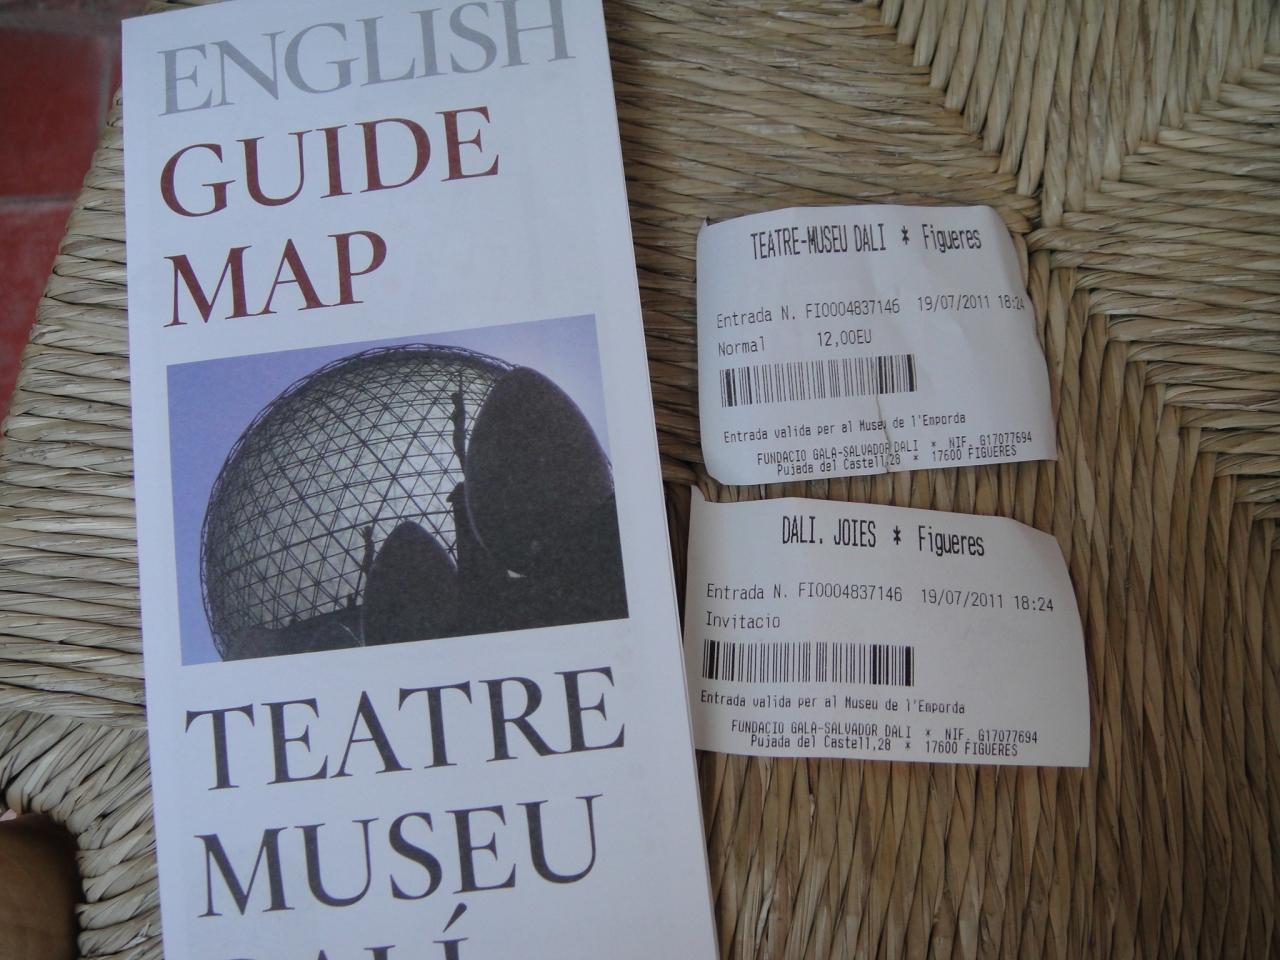 ENGLISH
GUIDE
MAP
TEATRE
MUSEU
DALÍ
TEATRE-MUSEU DALI * Figueres
Entrada N. FI0004837146 19/07/2011 18:24
Normal 12,00EU
Entrada valida per al Museu de l'Emporda
FUNDACIO GALA-SALVADOR DALI * NIF. G17077694
Pujada del Castell,28 * 17600 FIGUERES
DALI. JOIES * Figueres
Entrada N. FI0004837146 19/07/2011 18:24
Invitacio
Entrada valida per al Museu de l'Emporda
FUNDACIO GALA-SALVADOR DALI * NIF. G17077694
Pujada del Castell,28 * 17600 FIGUERES